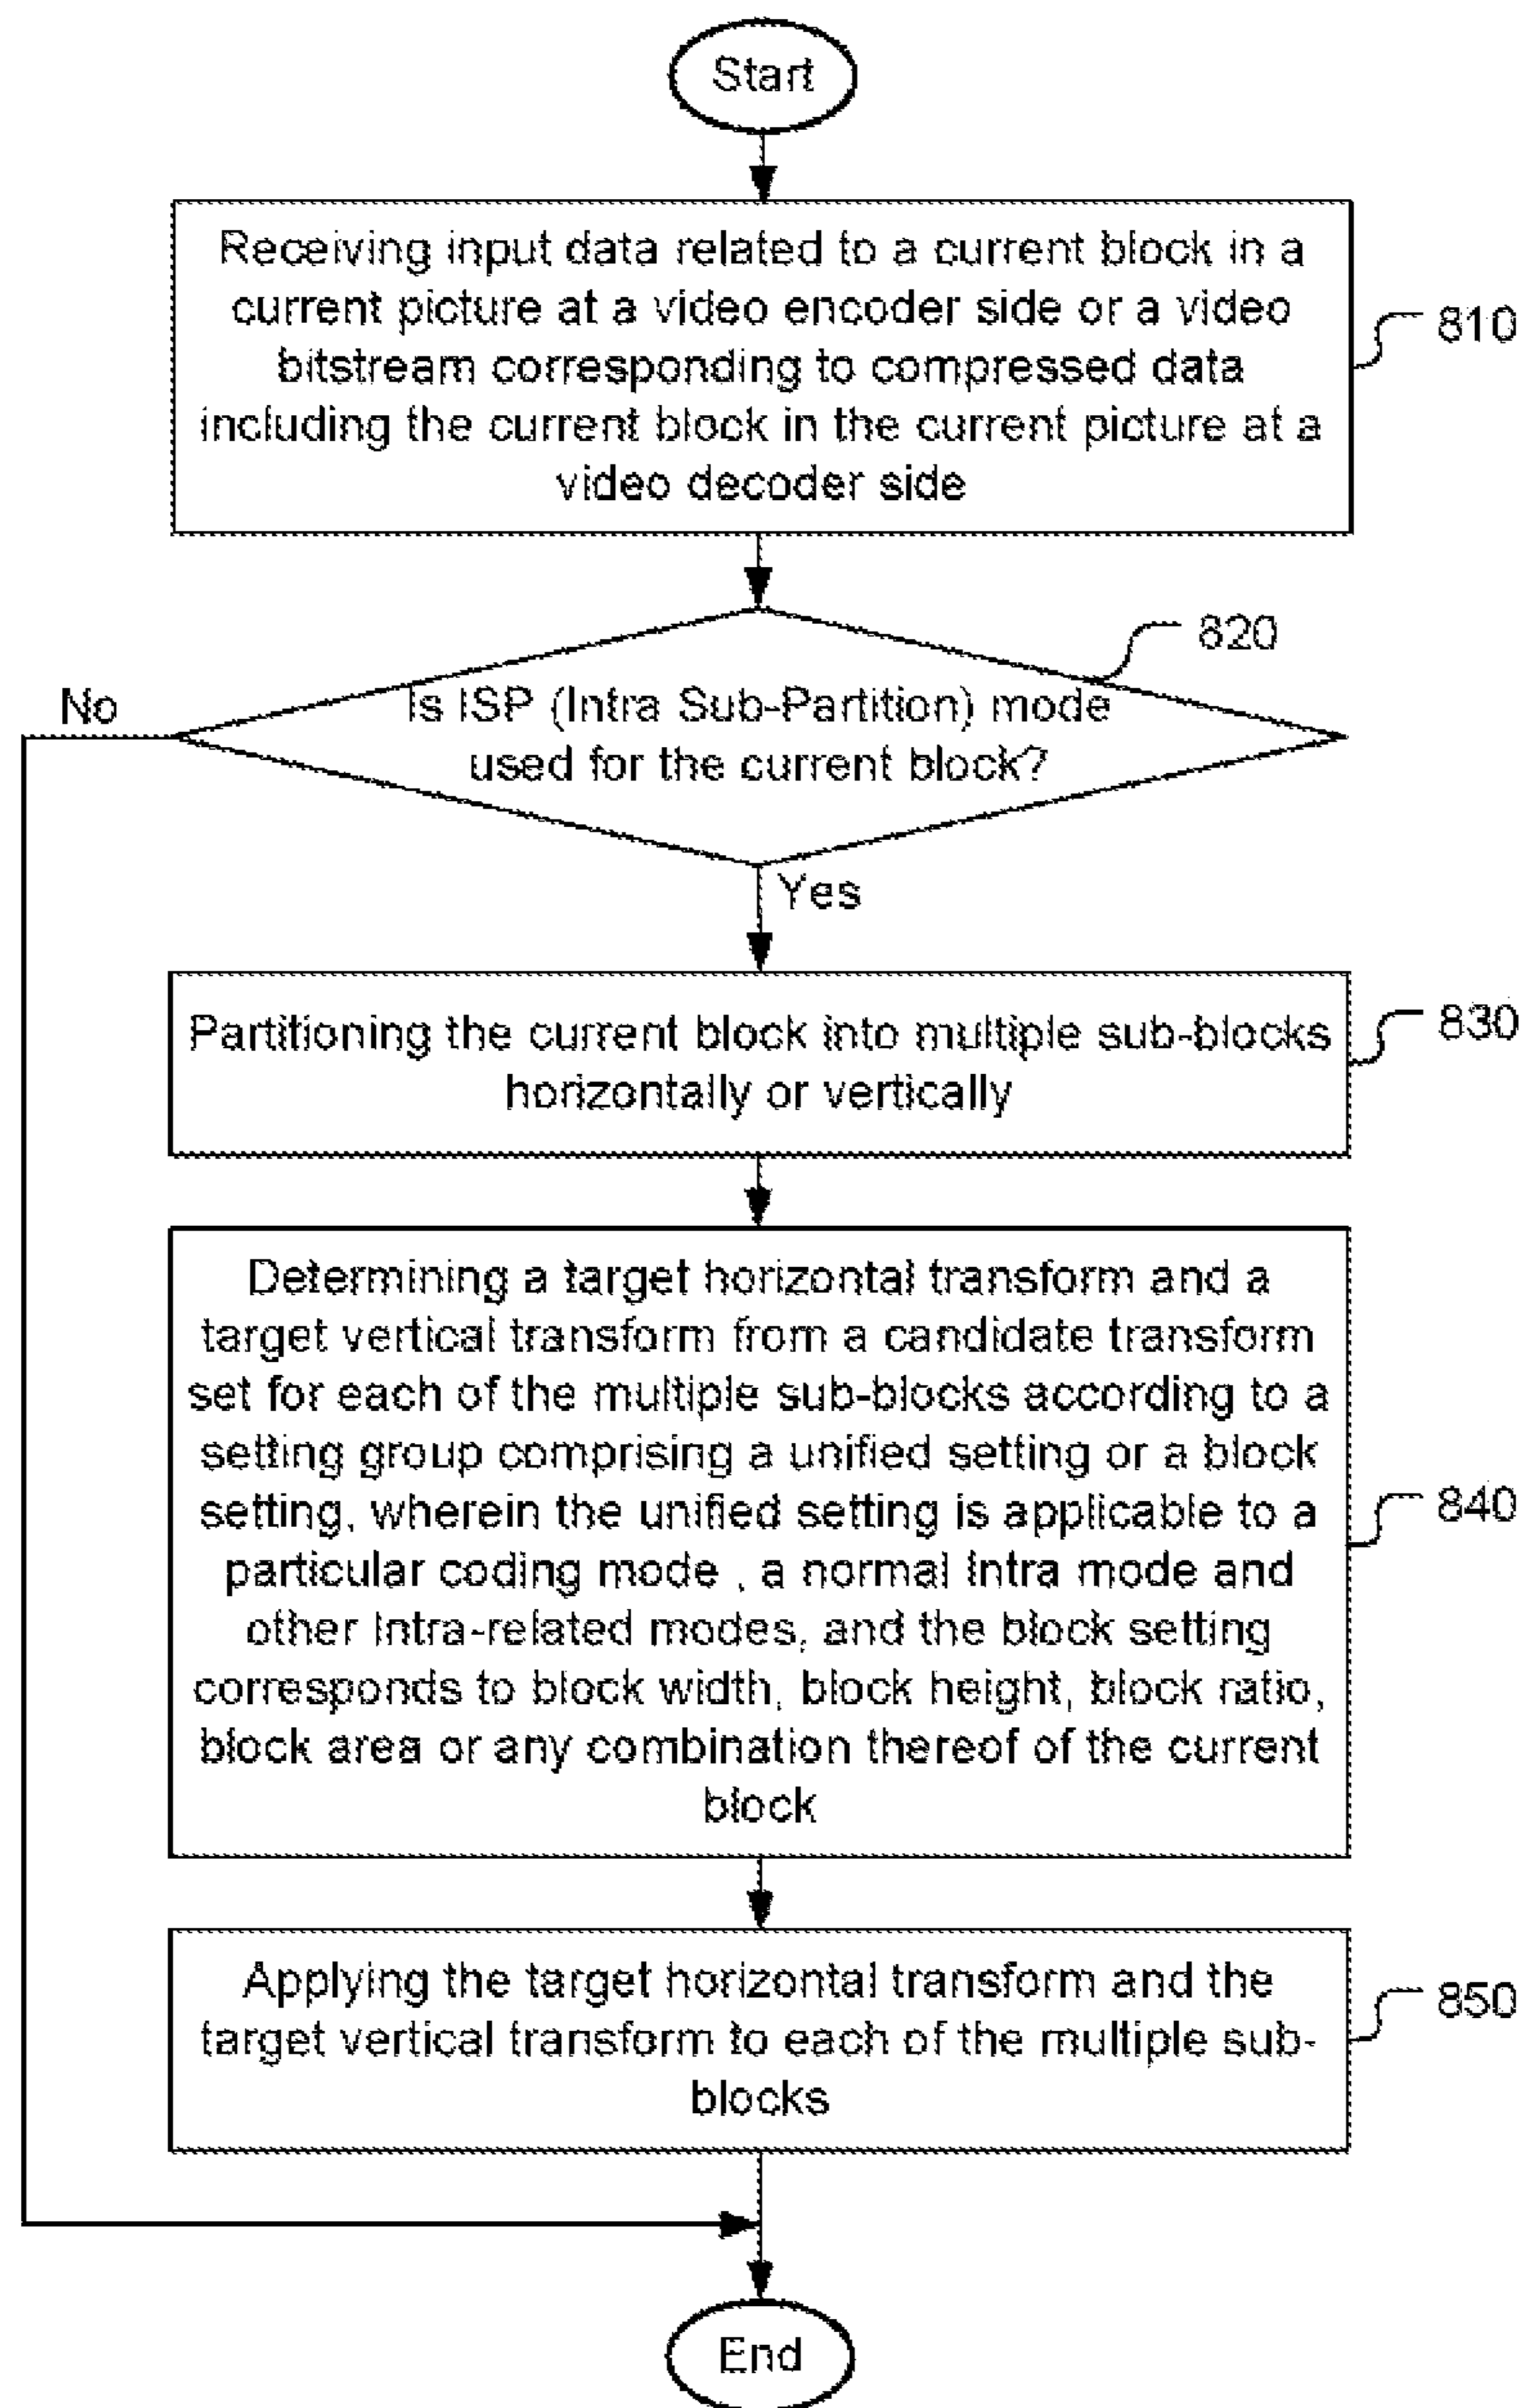 Start
Receiving input data related to a current block in a
current picture at a video encoder side or a video
bitstream corresponding to compressed data
including the current block in the current picture at a
video decoder side
810
820
No
Is ISP (Intra Sub-Partition) mode
used for the current block?
Yes
Partitioning the current block into multiple sub-blocks
horizontally or vertically
830
Determining a target horizontal transform and a
target vertical transform from a candidate transform
set for each of the multiple sub-blocks according to a
setting group comprising a unified setting or a block
setting, wherein the unified setting is applicable to a
particular coding mode , a normal Intra mode and
other Intra-related modes, and the block setting
corresponds to block width, block height, block ratio,
block area or any combination thereof of the current
block
840
Applying the target horizontal transform and the
target vertical transform to each of the multiple sub-
blocks
850
End